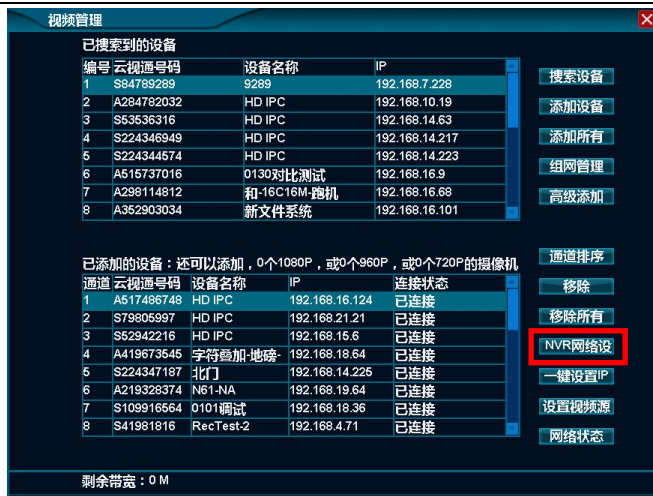 视频管理
已搜索到的设备
编号 云视通号码 设备名称 IP
1 S84789289 9289 192.168.7.228
2 A284782032 HD IPC 192.168.10.19
3 S53536316 HD IPC 192.168.14.63
4 S224346949 HD IPC 192.168.14.217
5 S224344574 HD IPC 192.168.14.223
6 A515737016 0130对比测试 192.168.16.9
7 A298114812 和-16C16M-跑机 192.168.16.68
8 A352903034 新文件系统 192.168.16.101
搜索设备
添加设备
添加所有
组网管理
高级添加
已添加的设备：还可以添加，0个1080P，或0个960P，或0个720P的摄像机
通道 云视通号码 设备名称 IP 连接状态
1 A517486748 HD IPC 192.168.16.124 已连接
2 S79805997 HD IPC 192.168.21.21 已连接
3 S52942216 HD IPC 192.168.15.6 已连接
4 A419673545 字符叠加-地磅- 192.168.18.64 已连接
5 S224347187 北门 192.168.14.225 已连接
6 A219328374 N61-NA 192.168.19.64 已连接
7 S109916564 0101调试 192.168.18.36 已连接
8 S41981816 RecTest-2 192.168.4.71 已连接
通道排序
移除
移除所有
NVR网络设
一键设置IP
设置视频源
网络状态
剩余带宽：0 M